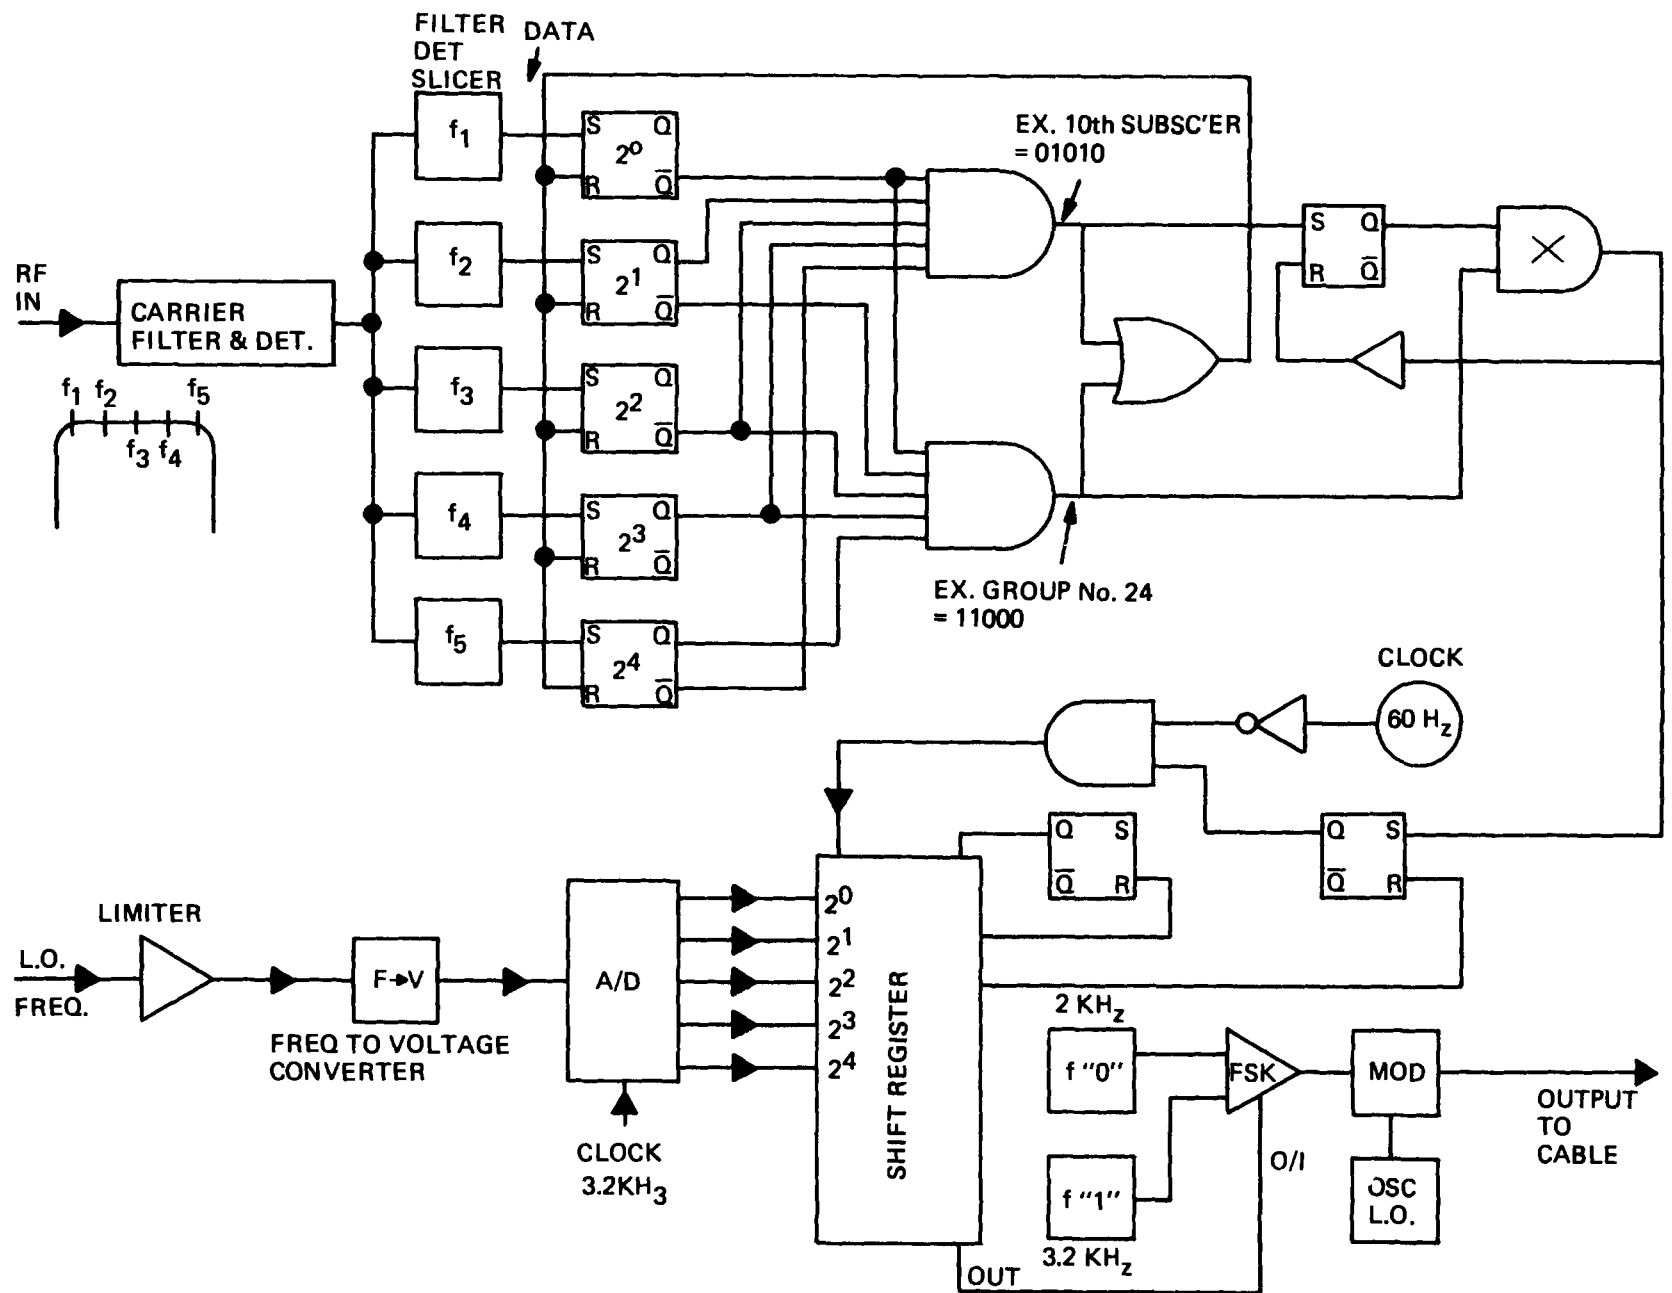 FILTER
DET
SLICER
DATA
f1
S Q
2⁰
R Q̅
EX. 10th SUBSC'ER
= 01010
S Q
R Q̅
X
f2
S Q
2¹
R Q̅
RF
IN
CARRIER
FILTER & DET.
f1 f2 f5
f3 f4
f3
S Q
2²
R Q̅
f4
S Q
2³
R Q̅
EX. GROUP No. 24
= 11000
f5
S Q
2⁴
R Q̅
CLOCK
60 Hz
Q S
Q̅ R
Q S
Q̅ R
LIMITER
L.O.
FREQ.
F→V
FREQ TO VOLTAGE
CONVERTER
A/D
CLOCK
3.2KH3
2⁰
2¹
2²
2³
2⁴
SHIFT REGISTER
OUT
2 KHz
f "0"
f "1"
3.2 KHz
FSK
O/I
MOD
OSC
L.O.
OUTPUT
TO
CABLE